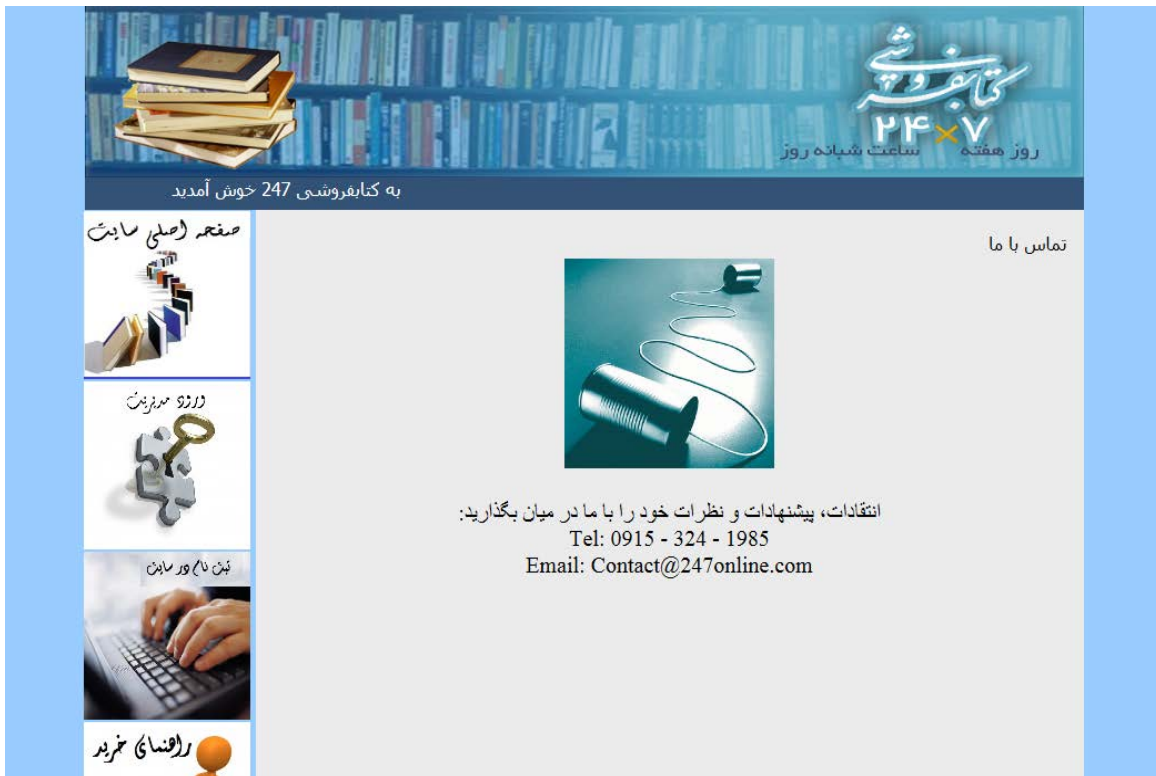 کتابفروشی
۲۴×۷
روز هفته ساعت شبانه روز
به کتابفروشی 247 خوش آمدید
صفحه اصلی سایت
ورود مدیریت
ثبت نام در سایت
راهنمای خرید
تماس با ما
انتقادات، پیشنهادات و نظرات خود را با ما در میان بگذارید:
Tel: 0915 - 324 - 1985
Email: Contact@247online.com